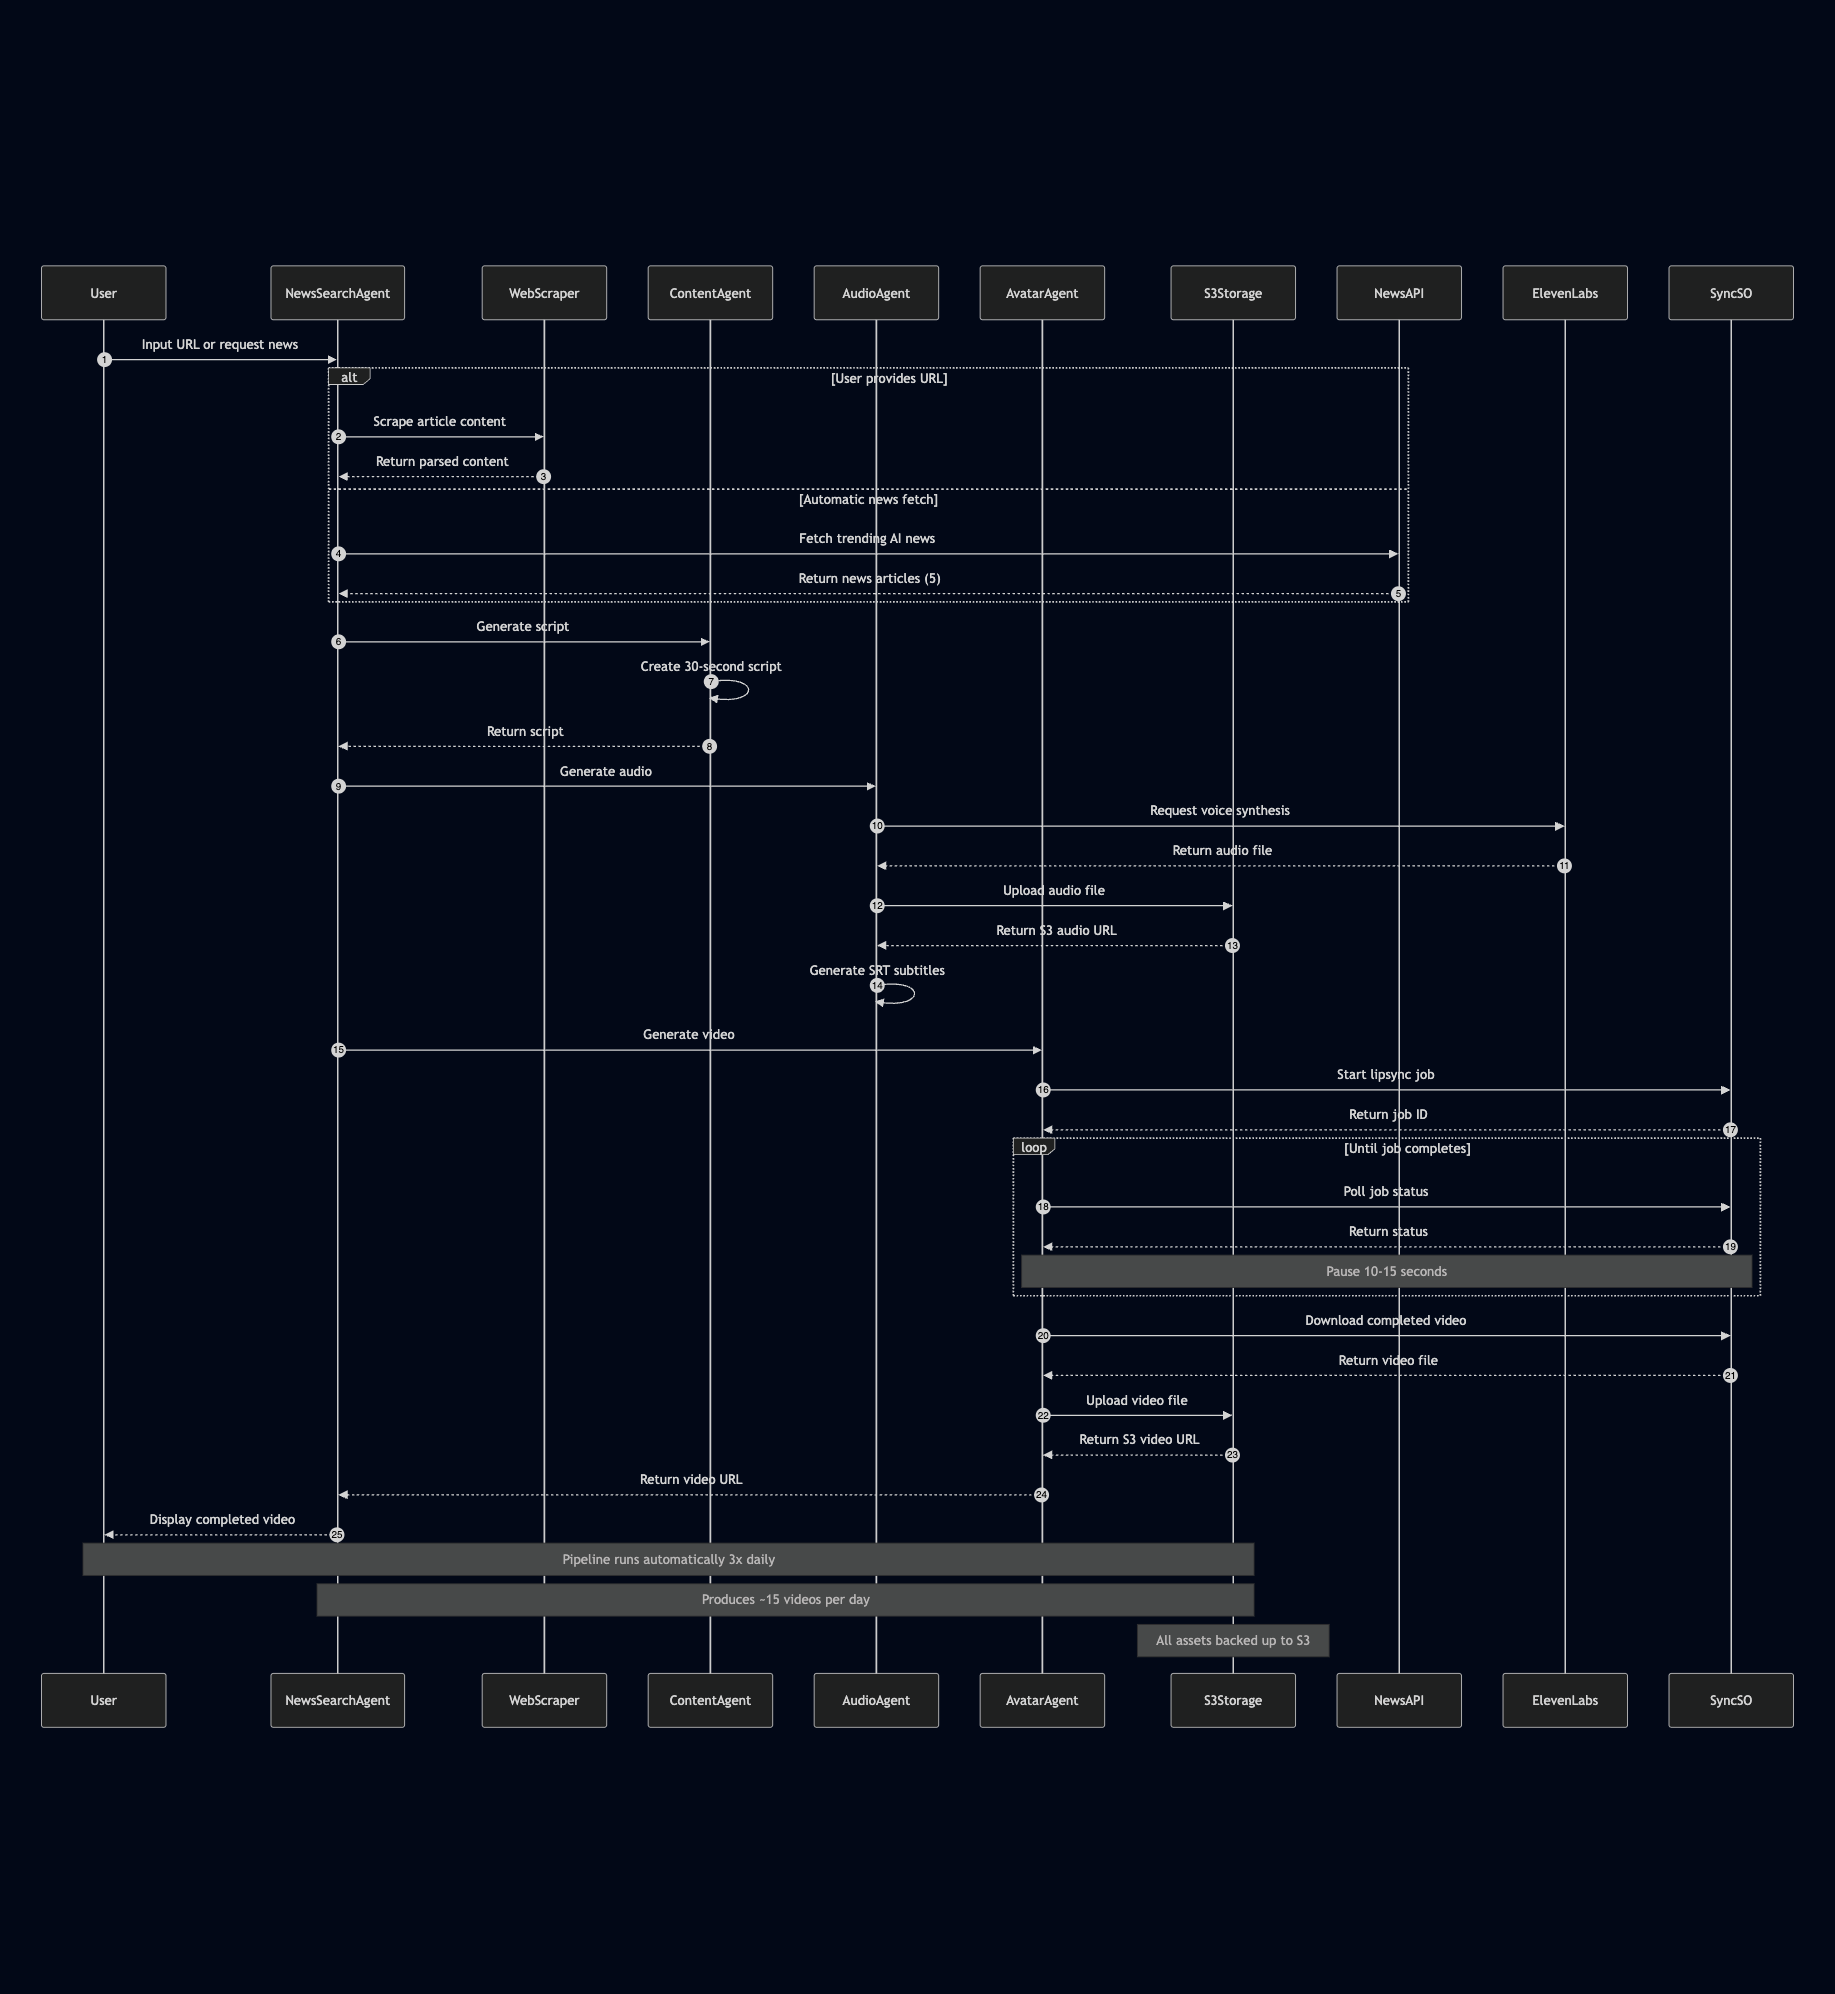 User
NewsSearchAgent
WebScraper
ContentAgent
AudioAgent
AvatarAgent
S3Storage
NewsAPI
ElevenLabs
SyncSO
Input URL or request news
1
alt
[User provides URL]
Scrape article content
2
Return parsed content
3
[Automatic news fetch]
Fetch trending AI news
4
Return news articles (5)
5
Generate script
6
Create 30-second script
7
Return script
8
Generate audio
9
Request voice synthesis
10
Return audio file
11
Upload audio file
12
Return S3 audio URL
13
Generate SRT subtitles
14
Generate video
15
Start lipsync job
16
Return job ID
17
loop
[Until job completes]
Poll job status
18
Return status
19
Pause 10-15 seconds
Download completed video
20
Return video file
21
Upload video file
22
Return S3 video URL
23
Return video URL
24
Display completed video
25
Pipeline runs automatically 3x daily
Produces ~15 videos per day
All assets backed up to S3
User
NewsSearchAgent
WebScraper
ContentAgent
AudioAgent
AvatarAgent
S3Storage
NewsAPI
ElevenLabs
SyncSO